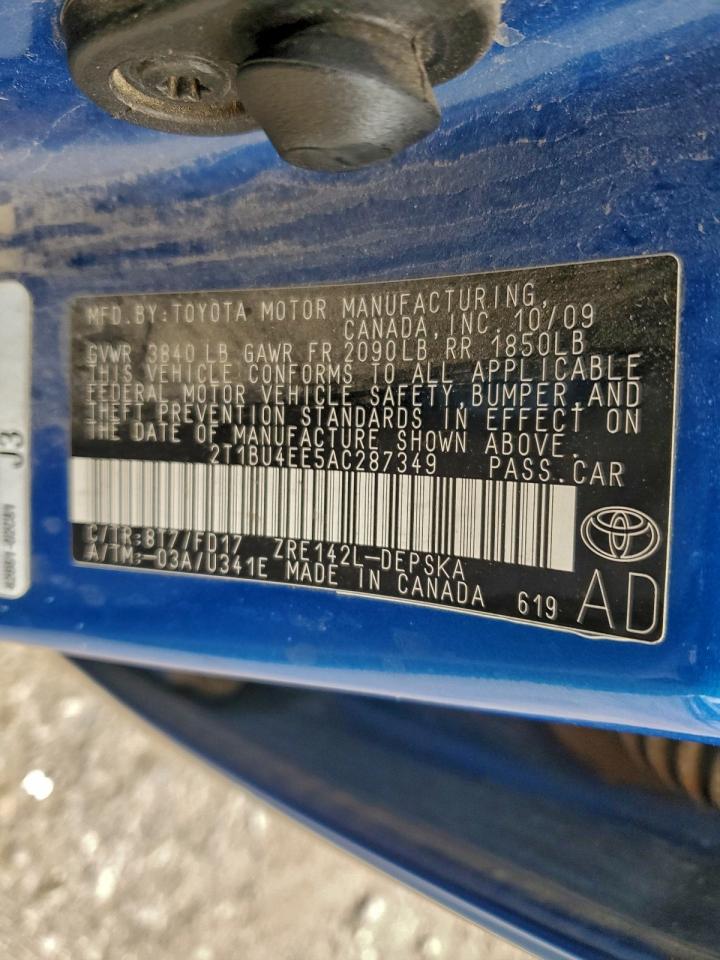 MFD.BY:TOYOTA MOTOR MANUFACTURING,
CANADA,INC. 10/09
GVWR 3840 LB GAWR FR 2090LB RR 1850LB
THIS VEHICLE CONFORMS TO ALL APPLICABLE
FEDERAL MOTOR VEHICLE SAFETY,BUMPER,AND
THEFT PREVENTION STANDARDS IN EFFECT ON
THE DATE OF MANUFACTURE SHOWN ABOVE.
2T1BU4EE5AC287349 PASS.CAR
C/TR:8T7/FD17 ZRE142L-DEPSKA
A/TM:-03A/U341E MADE IN CANADA 619
AD
J3